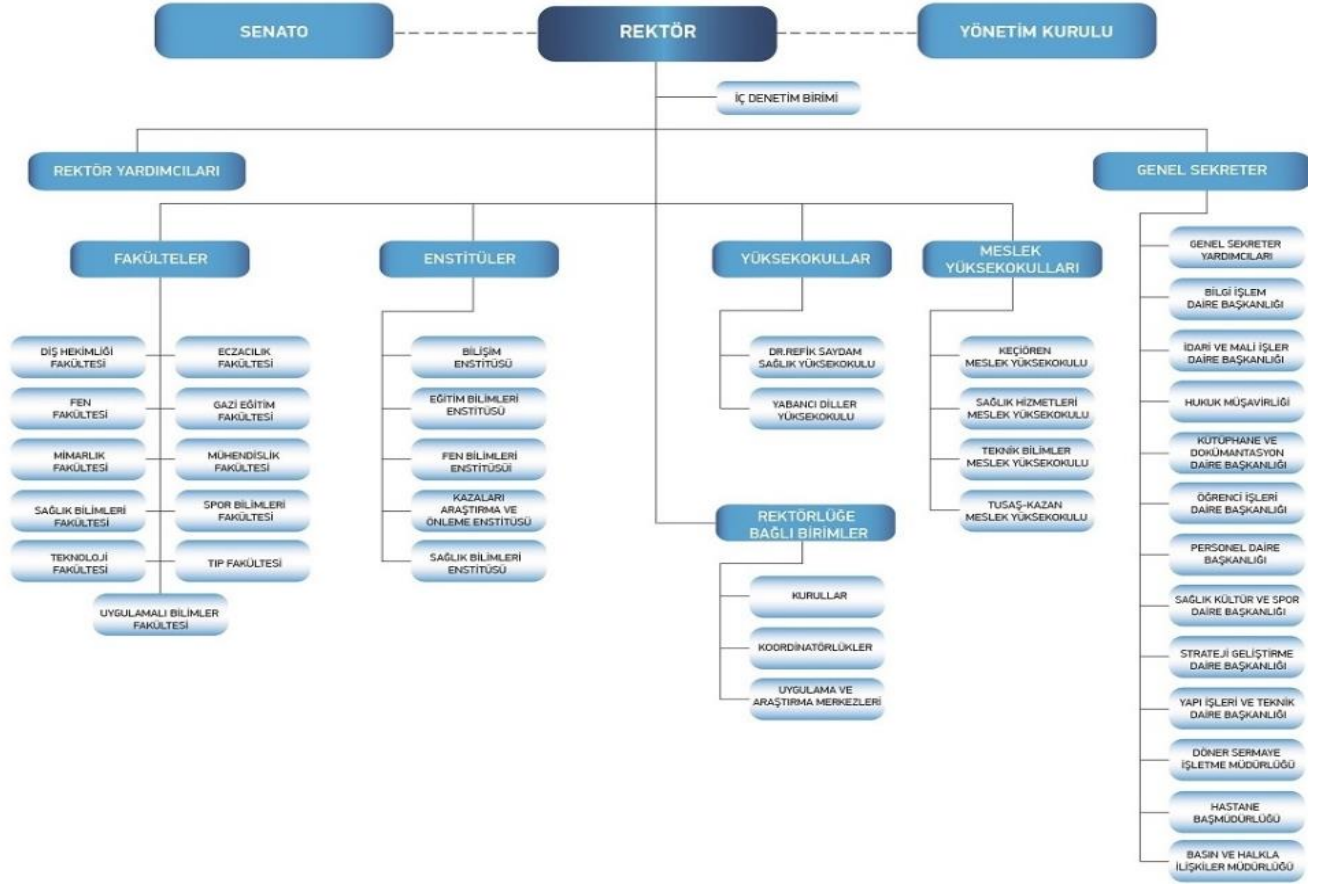 SENATO
REKTÖR
YÖNETİM KURULU
İÇ DENETİM BİRİMİ
REKTÖR YARDIMCILARI
GENEL SEKRETER
FAKÜLTELER
ENSTİTÜLER
YÜKSEKOKULLAR
MESLEK
YÜKSEKOKULLARI
DİŞ HEKİMLİĞİ
FAKÜLTESİ
ECZACILIK
FAKÜLTESİ
FEN
FAKÜLTESİ
GAZİ EĞİTİM
FAKÜLTESİ
MİMARLIK
FAKÜLTESİ
MÜHENDİSLİK
FAKÜLTESİ
SAĞLIK BİLİMLERİ
FAKÜLTESİ
SPOR BİLİMLERİ
FAKÜLTESİ
TEKNOLOJİ
FAKÜLTESİ
TIP FAKÜLTESİ
UYGULAMALI BİLİMLER
FAKÜLTESİ
BİLİŞİM
ENSTİTÜSÜ
EĞİTİM BİLİMLERİ
ENSTİTÜSÜ
FEN BİLİMLERİ
ENSTİTÜSÜİ
KAZALARI
ARAŞTIRMA VE
ÖNLEME ENSTİTÜSÜ
SAĞLIK BİLİMLERİ
ENSTİTÜSÜ
DR.REFİK SAYDAM
SAĞLIK YÜKSEKOKULU
YABANCI DİLLER
YÜKSEKOKULU
REKTÖRLÜĞE
BAĞLI BİRİMLER
KURULLAR
KOORDİNATÖRLÜKLER
UYGULAMA VE
ARAŞTIRMA MERKEZLERİ
KEÇİÖREN
MESLEK YÜKSEKOKULU
SAĞLIK HİZMETLERİ
MESLEK YÜKSEKOKULU
TEKNİK BİLİMLER
MESLEK YÜKSEKOKULU
TUSAŞ-KAZAN
MESLEK YÜKSEKOKULU
GENEL SEKRETER
YARDIMCILARI
BİLGİ İŞLEM
DAİRE BAŞKANLIĞI
İDARİ VE MALİ İŞLER
DAİRE BAŞKANLIĞI
HUKUK MÜŞAVİRLİĞİ
KÜTÜPHANE VE
DOKÜMANTASYON
DAİRE BAŞKANLIĞI
ÖĞRENCİ İŞLERİ
DAİRE BAŞKANLIĞI
PERSONEL DAİRE
BAŞKANLIĞI
SAĞLIK KÜLTÜR VE SPOR
DAİRE BAŞKANLIĞI
STRATEJİ GELİŞTİRME
DAİRE BAŞKANLIĞI
YAPI İŞLERİ VE TEKNİK
DAİRE BAŞKANLIĞI
DÖNER SERMAYE
İŞLETME MÜDÜRLÜĞÜ
HASTANE
BAŞMÜDÜRLÜĞÜ
BASIN VE HALKLA
İLİŞKİLER MÜDÜRLÜĞÜ